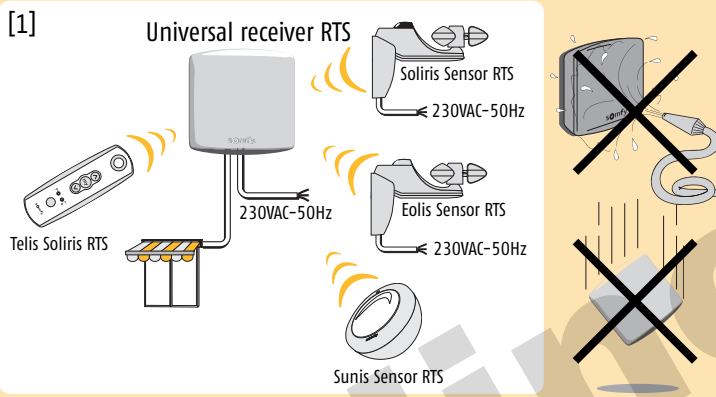 [1]
Universal receiver RTS
Soliris Sensor RTS
230VAC-50Hz
somfy
somfy
Telis Soliris RTS
230VAC-50Hz
Eolis Sensor RTS
230VAC-50Hz
Sunis Sensor RTS